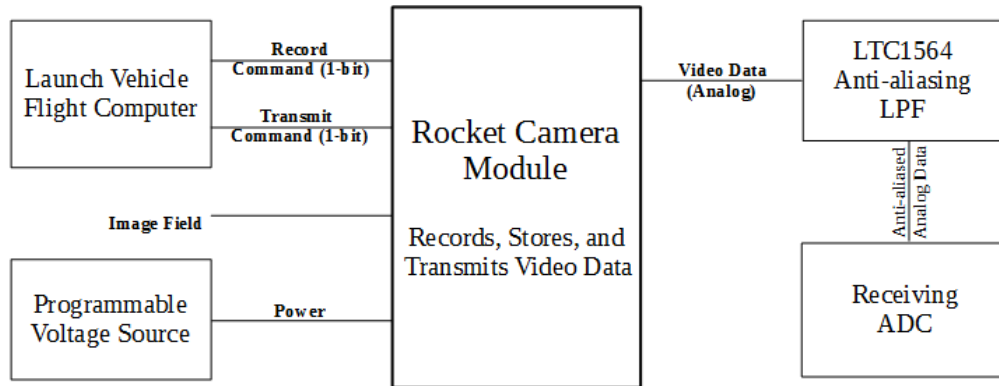 Launch Vehicle
Flight Computer
Record
Command (1-bit)
Transmit
Command (1-bit)
Image Field
Programmable
Voltage Source
Power
Rocket Camera
Module
Records, Stores, and
Transmits Video Data
Video Data
(Analog)
LTC1564
Anti-aliasing
LPF
Anti-aliased
Analog Data
Receiving
ADC